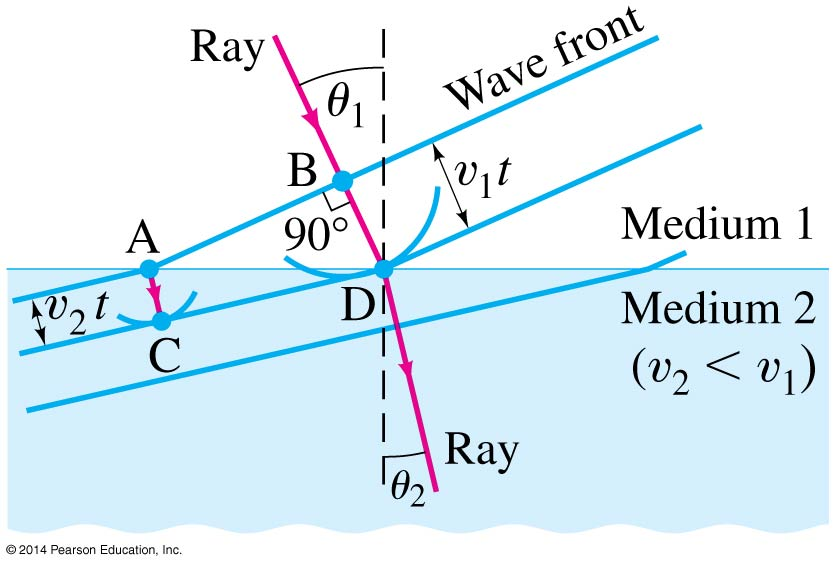 Ray
Wave front
θ₁
B
v₁t
90°
A
Medium 1
v₂ t
D
Medium 2
C
(v₂ < v₁)
Ray
θ₂
© 2014 Pearson Education, Inc.